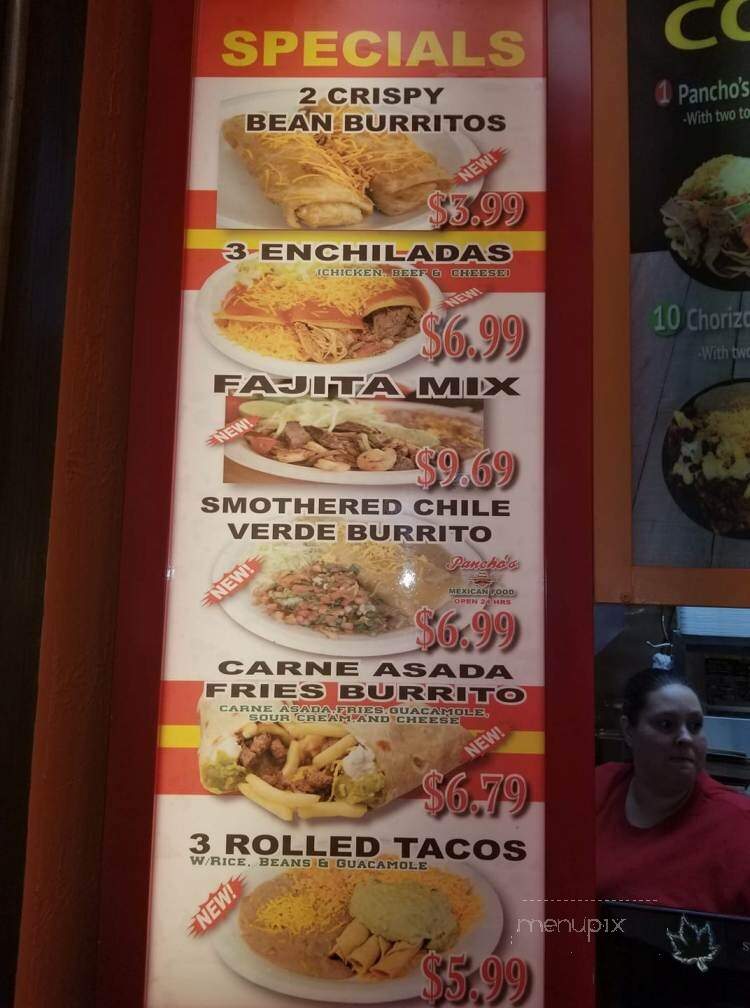 SPECIALS
2 CRISPY
BEAN BURRITOS
NEW!
$3.99
3 ENCHILADAS
(CHICKEN, BEEF & CHEESE)
NEW!
$6.99
FAJITA MIX
NEW!
$9.69
SMOTHERED CHILE
VERDE BURRITO
NEW!
Pancho's
MEXICAN FOOD
OPEN 24 HRS
$6.99
CARNE ASADA
FRIES BURRITO
CARNE ASADA,FRIES,GUACAMOLE,
SOUR CREAM,AND CHEESE
NEW!
$6.79
3 ROLLED TACOS
W/RICE, BEANS & GUACAMOLE
NEW!
$5.99
CO
1 Pancho's
-With two to
10 Chorizo
-With two
menupix